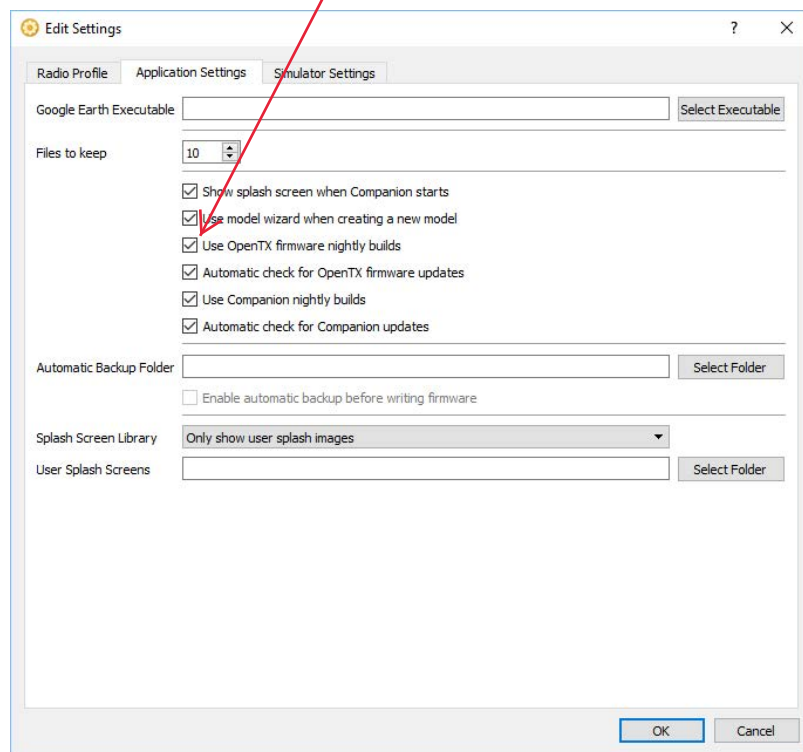 Edit Settings ?
Radio Profile Application Settings Simulator Settings
Google Earth Executable Select Executable
Files to keep 10
Show splash screen when Companion starts
Use model wizard when creating a new model
Use OpenTX firmware nightly builds
Automatic check for OpenTX firmware updates
Use Companion nightly builds
Automatic check for Companion updates
Automatic Backup Folder Select Folder
Enable automatic backup before writing firmware
Splash Screen Library Only show user splash images
User Splash Screens Select Folder
OK Cancel